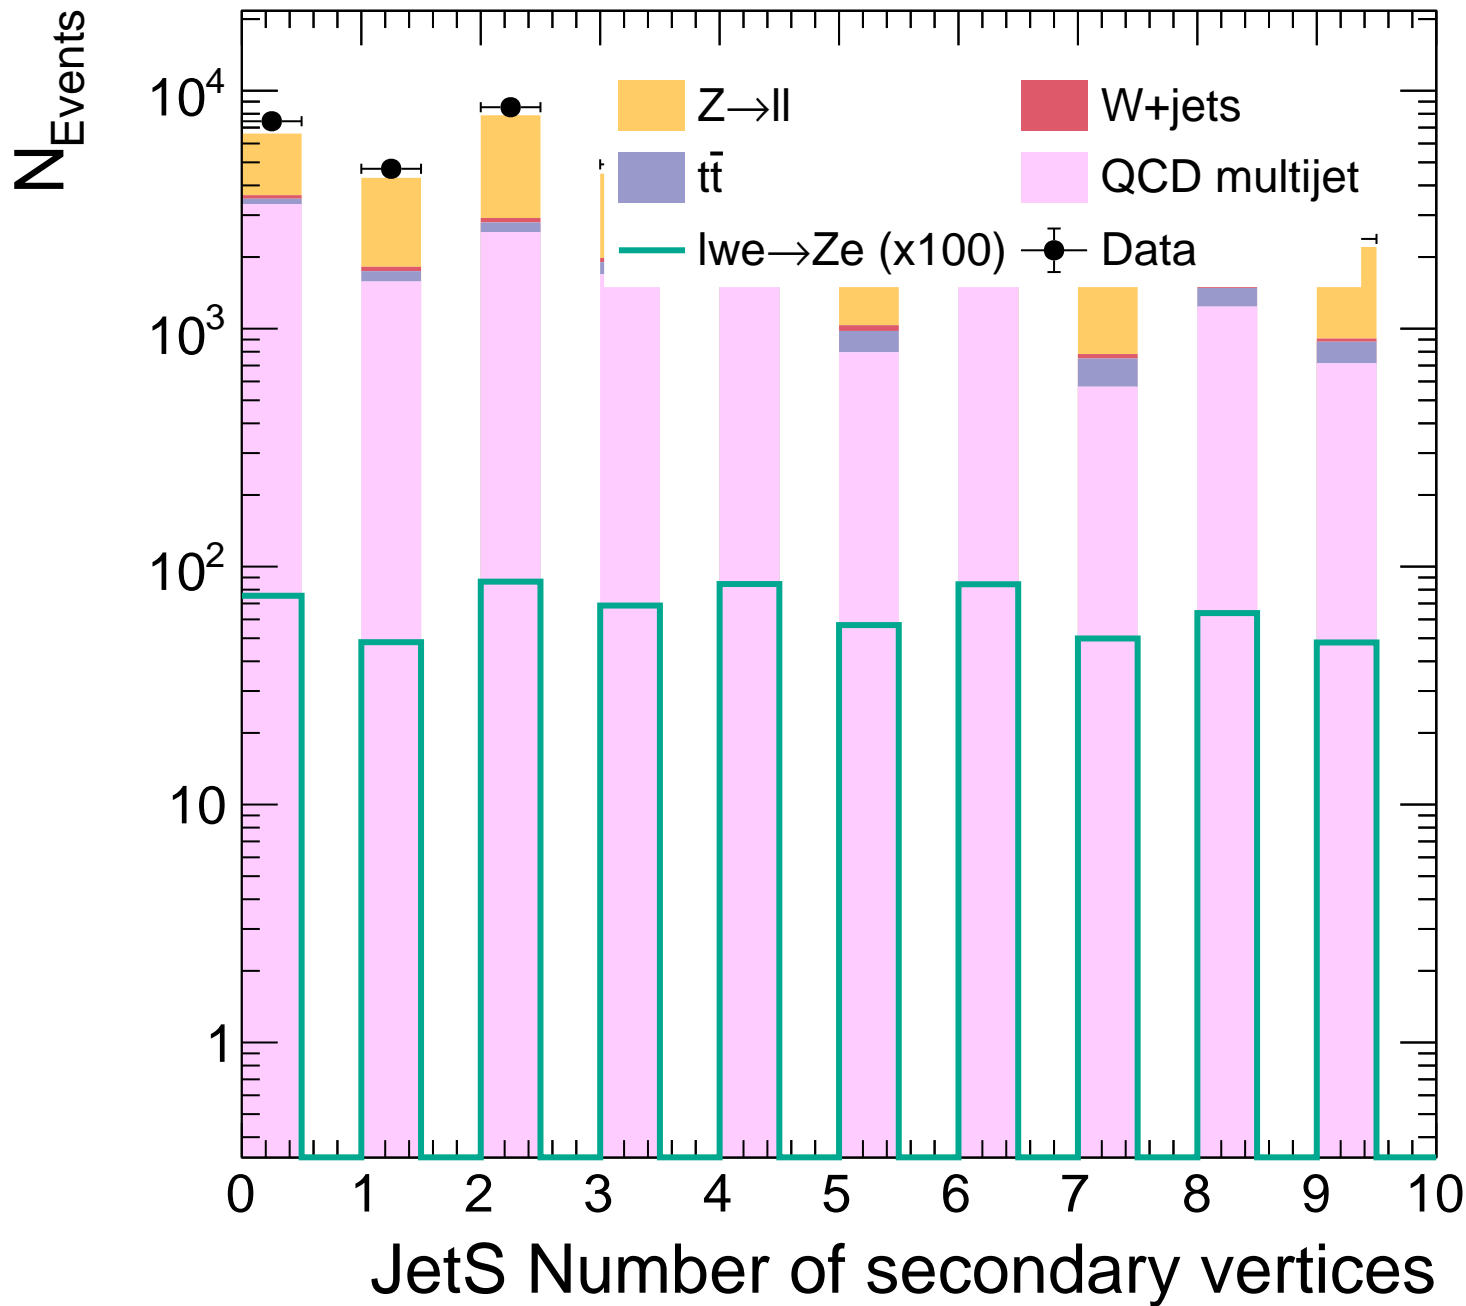 N_Events
10^4
10^3
10^2
10
1
Z→ll
W+jets
tt̄
QCD multijet
lwe→Ze (x100)
Data
0 1 2 3 4 5 6 7 8 9 10
JetS Number of secondary vertices